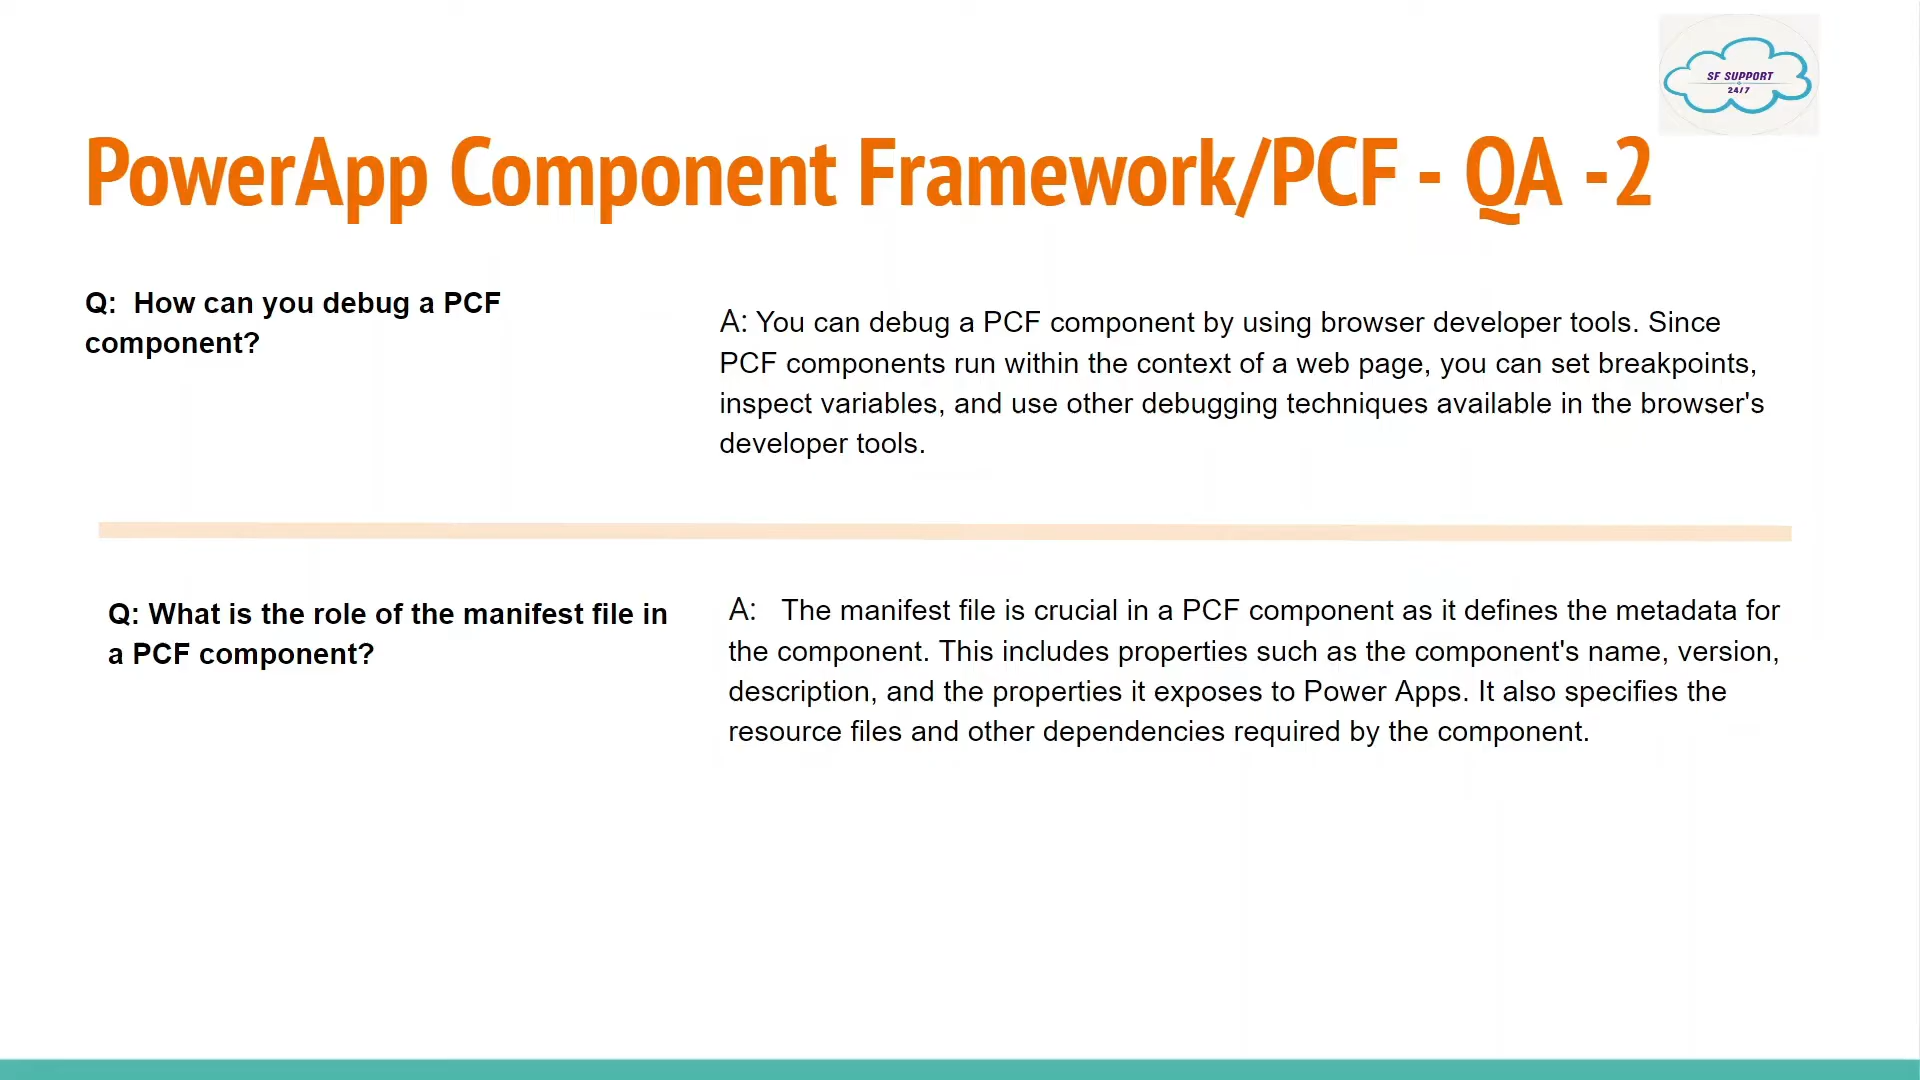 SF SUPPORT
24/7
PowerApp Component Framework/PCF - QA -2
Q:  How can you debug a PCF
component?
A: You can debug a PCF component by using browser developer tools. Since
PCF components run within the context of a web page, you can set breakpoints,
inspect variables, and use other debugging techniques available in the browser's
developer tools.
Q: What is the role of the manifest file in
a PCF component?
A:   The manifest file is crucial in a PCF component as it defines the metadata for
the component. This includes properties such as the component's name, version,
description, and the properties it exposes to Power Apps. It also specifies the
resource files and other dependencies required by the component.